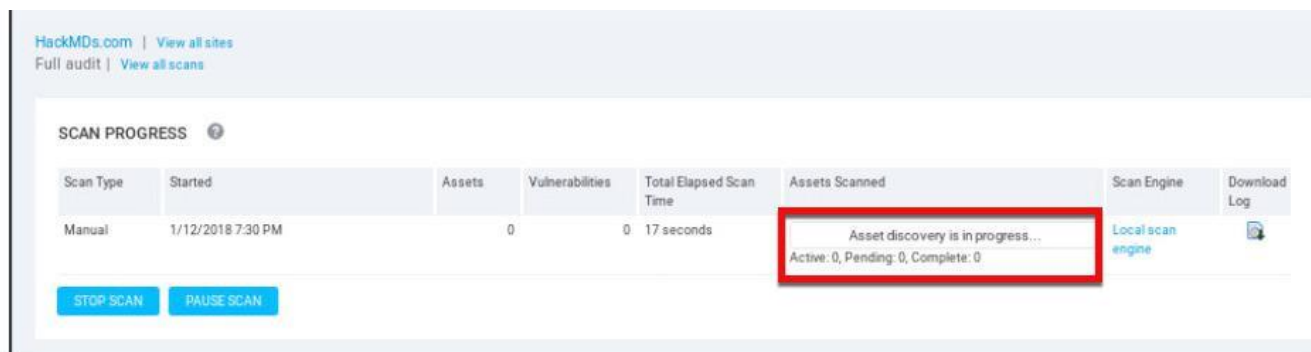 HackMDs.com | View all sites
Full audit | View all scans
SCAN PROGRESS ?
Scan Type Started Assets Vulnerabilities Total Elapsed Scan Time Assets Scanned Scan Engine Download Log
Manual 1/12/2018 7:30 PM 0 0 17 seconds Asset discovery is in progress... Local scan engine
Active: 0, Pending: 0, Complete: 0
STOP SCAN PAUSE SCAN